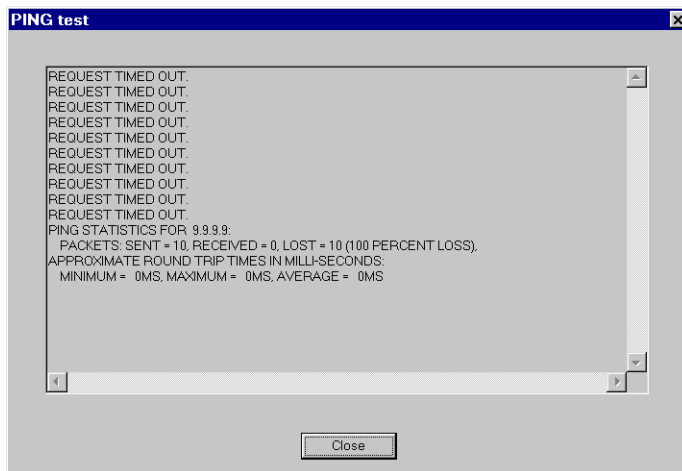 PING test
REQUEST TIMED OUT.
REQUEST TIMED OUT.
REQUEST TIMED OUT.
REQUEST TIMED OUT.
REQUEST TIMED OUT.
REQUEST TIMED OUT.
REQUEST TIMED OUT.
REQUEST TIMED OUT.
REQUEST TIMED OUT.
REQUEST TIMED OUT.
PING STATISTICS FOR 9.9.9.9:
PACKETS: SENT = 10, RECEIVED = 0, LOST = 10 (100 PERCENT LOSS),
APPROXIMATE ROUND TRIP TIMES IN MILLI-SECONDS:
MINIMUM = 0MS, MAXIMUM = 0MS, AVERAGE = 0MS
Close